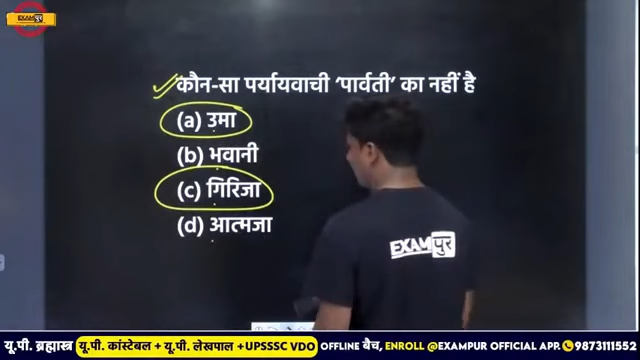 EXAMपुर
कौन-सा पर्यायवाची ‘पार्वती’ का नहीं है
(a) उमा
(b) भवानी
(c) गिरिजा
(d) आत्मजा
EXAMपुर
यू.पी. ब्रह्मास्त्र यू.पी. कांस्टेबल + यू.पी. लेखपाल +UPSSSC VDO OFFLINE बैच, ENROLL @EXAMPUR OFFICIAL APP. 9873111552